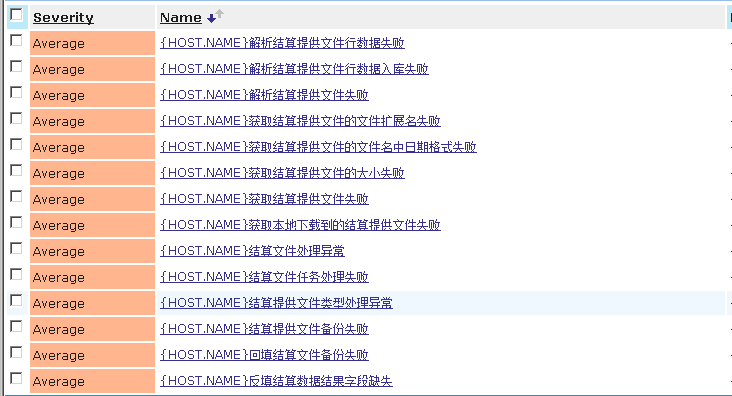 Severity Name
Average {HOST.NAME}解析结算提供文件行数据失败
Average {HOST.NAME}解析结算提供文件行数据入库失败
Average {HOST.NAME}解析结算提供文件失败
Average {HOST.NAME}获取结算提供文件的文件扩展名失败
Average {HOST.NAME}获取结算提供文件的文件名中日期格式失败
Average {HOST.NAME}获取结算提供文件的大小失败
Average {HOST.NAME}获取结算提供文件失败
Average {HOST.NAME}获取本地下载到的结算提供文件失败
Average {HOST.NAME}结算文件处理异常
Average {HOST.NAME}结算文件任务处理失败
Average {HOST.NAME}结算提供文件类型处理异常
Average {HOST.NAME}结算提供文件备份失败
Average {HOST.NAME}回填结算文件备份失败
Average {HOST.NAME}反填结算数据结果字段缺失